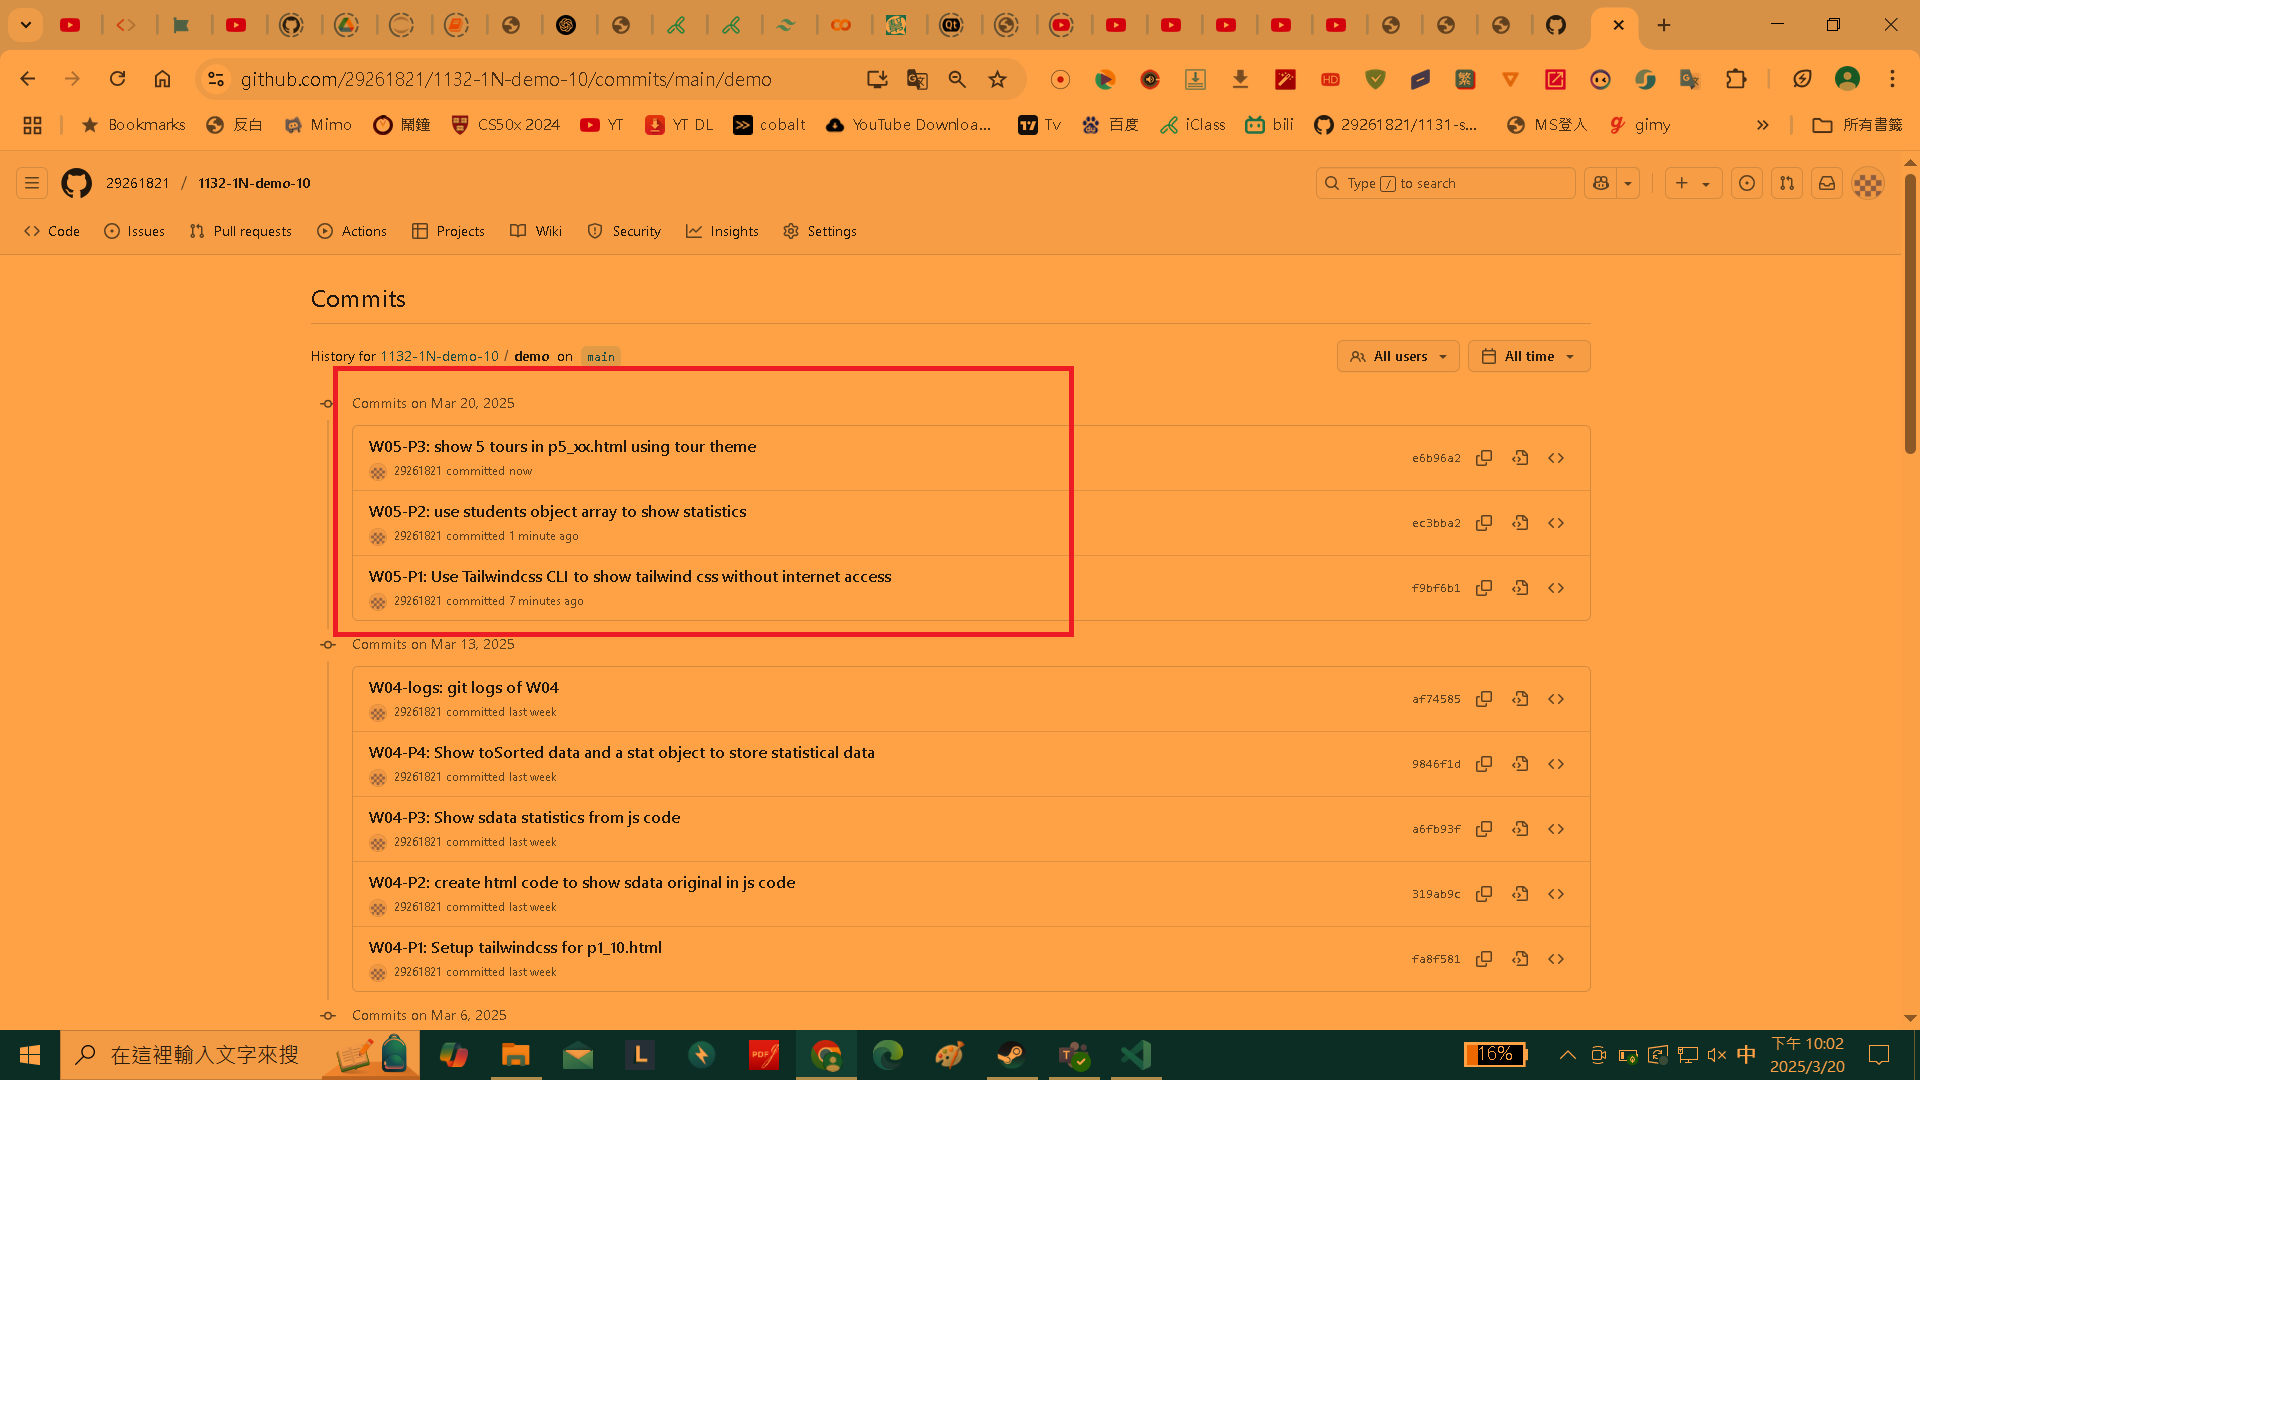 github.com/29261821/1132-1N-demo-10/commits/main/demo
Bookmarks 反白 Mimo 鬧鐘 CS50x 2024 YT YT DL cobalt YouTube Downloa... Tv 百度 iClass bili 29261821/1131-s... MS登入 gimy » 所有書籤
29261821 / 1132-1N-demo-10 Type / to search
Code Issues Pull requests Actions Projects Wiki Security Insights Settings
Commits
History for 1132-1N-demo-10 / demo on main All users All time
Commits on Mar 20, 2025
W05-P3: show 5 tours in p5_xx.html using tour theme
29261821 committed now
e6b96a2
W05-P2: use students object array to show statistics
29261821 committed 1 minute ago
ec3bba2
W05-P1: Use Tailwindcss CLI to show tailwind css without internet access
29261821 committed 7 minutes ago
f9bf6b1
Commits on Mar 13, 2025
W04-logs: git logs of W04
29261821 committed last week
af74585
W04-P4: Show toSorted data and a stat object to store statistical data
29261821 committed last week
9846f1d
W04-P3: Show sdata statistics from js code
29261821 committed last week
a6fb93f
W04-P2: create html code to show sdata original in js code
29261821 committed last week
319ab9c
W04-P1: Setup tailwindcss for p1_10.html
29261821 committed last week
fa8f581
Commits on Mar 6, 2025
在這裡輸入文字來搜
16%
中
下午 10:02
2025/3/20